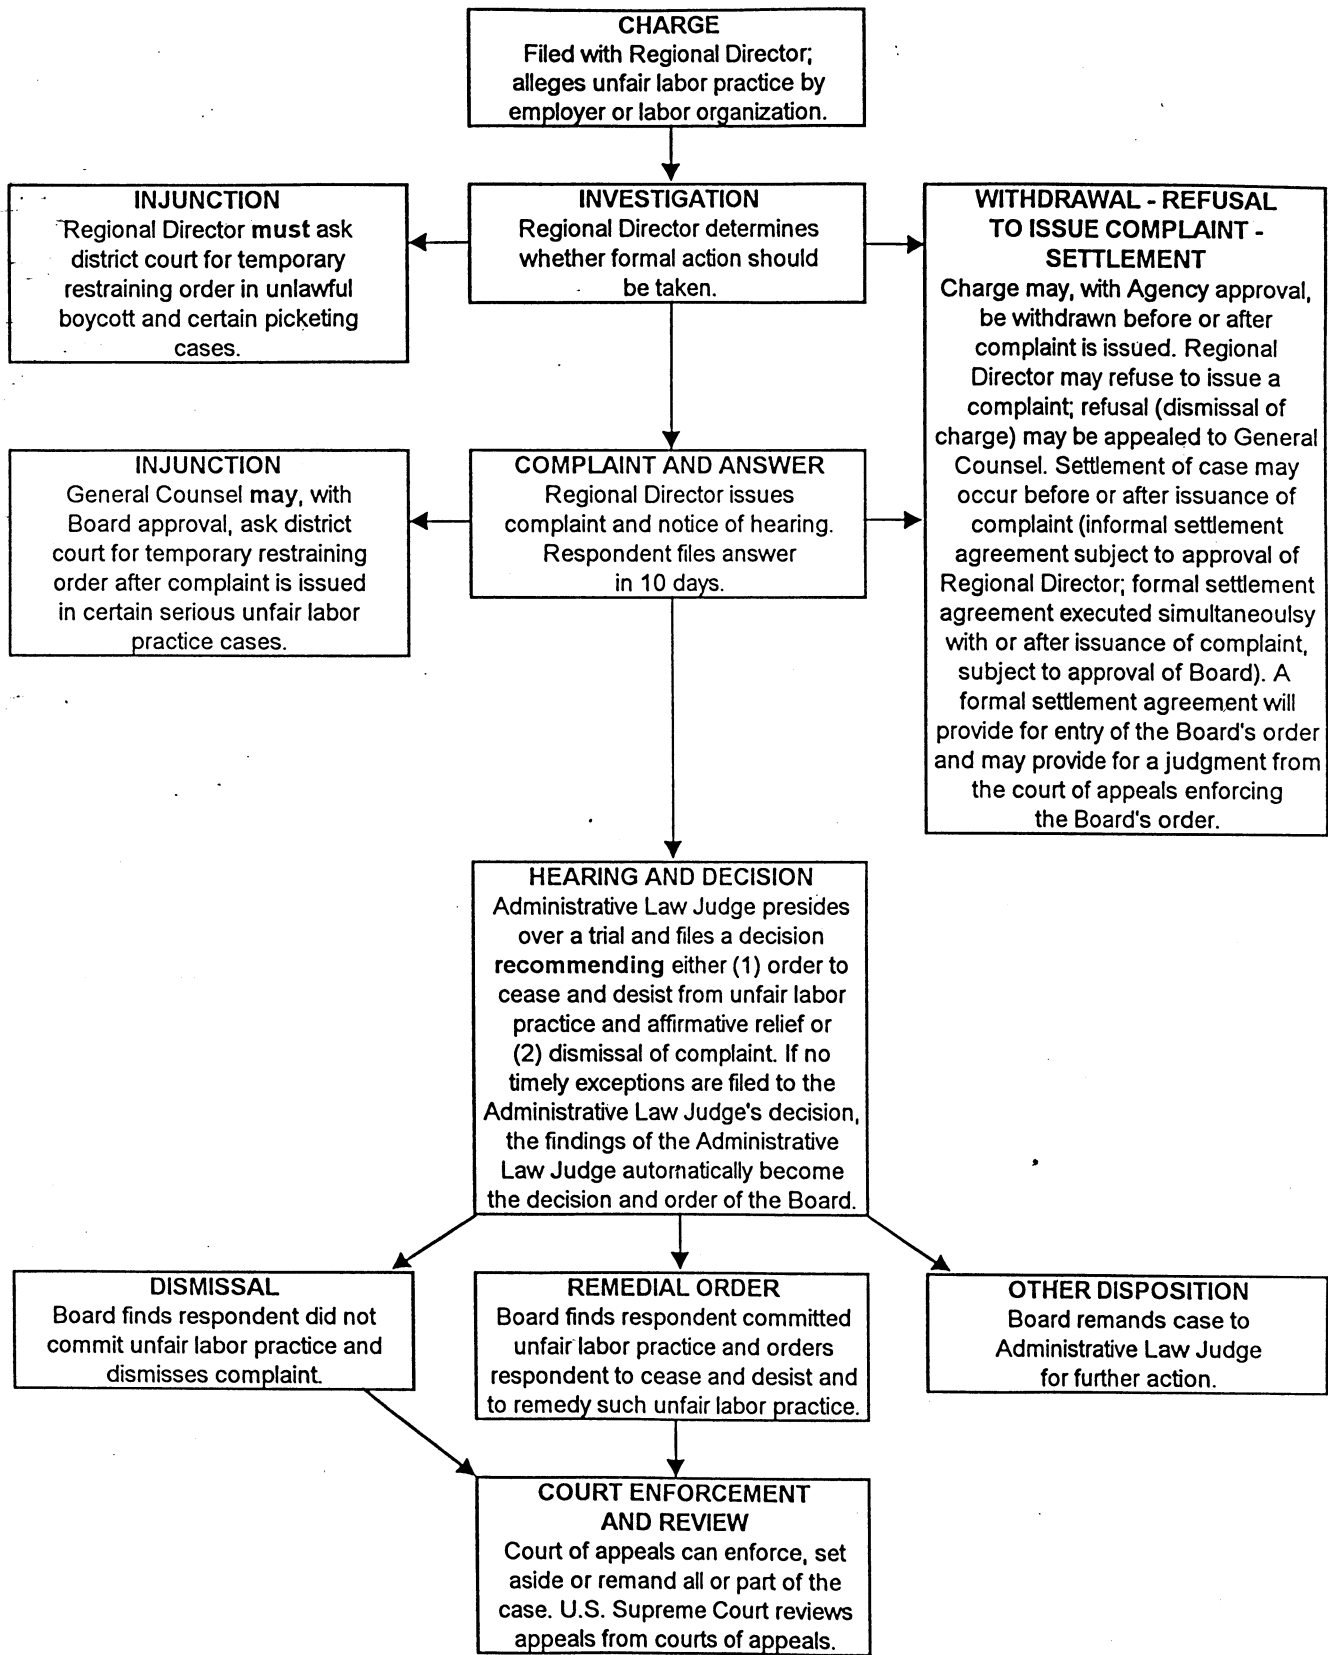 CHARGE
Filed with Regional Director;
alleges unfair labor practice by
employer or labor organization.
INJUNCTION
Regional Director must ask
district court for temporary
restraining order in unlawful
boycott and certain picketing
cases.
INVESTIGATION
Regional Director determines
whether formal action should
be taken.
WITHDRAWAL - REFUSAL
TO ISSUE COMPLAINT -
SETTLEMENT
Charge may, with Agency approval,
be withdrawn before or after
complaint is issued. Regional
Director may refuse to issue a
complaint; refusal (dismissal of
charge) may be appealed to General
Counsel. Settlement of case may
occur before or after issuance of
complaint (informal settlement
agreement subject to approval of
Regional Director; formal settlement
agreement executed simultaneoulsy
with or after issuance of complaint,
subject to approval of Board). A
formal settlement agreement will
provide for entry of the Board's order
and may provide for a judgment from
the court of appeals enforcing
the Board's order.
INJUNCTION
General Counsel may, with
Board approval, ask district
court for temporary restraining
order after complaint is issued
in certain serious unfair labor
practice cases.
COMPLAINT AND ANSWER
Regional Director issues
complaint and notice of hearing.
Respondent files answer
in 10 days.
HEARING AND DECISION
Administrative Law Judge presides
over a trial and files a decision
recommending either (1) order to
cease and desist from unfair labor
practice and affirmative relief or
(2) dismissal of complaint. If no
timely exceptions are filed to the
Administrative Law Judge's decision,
the findings of the Administrative
Law Judge automatically become
the decision and order of the Board.
DISMISSAL
Board finds respondent did not
commit unfair labor practice and
dismisses complaint.
REMEDIAL ORDER
Board finds respondent committed
unfair labor practice and orders
respondent to cease and desist and
to remedy such unfair labor practice.
OTHER DISPOSITION
Board remands case to
Administrative Law Judge
for further action.
COURT ENFORCEMENT
AND REVIEW
Court of appeals can enforce, set
aside or remand all or part of the
case. U.S. Supreme Court reviews
appeals from courts of appeals.